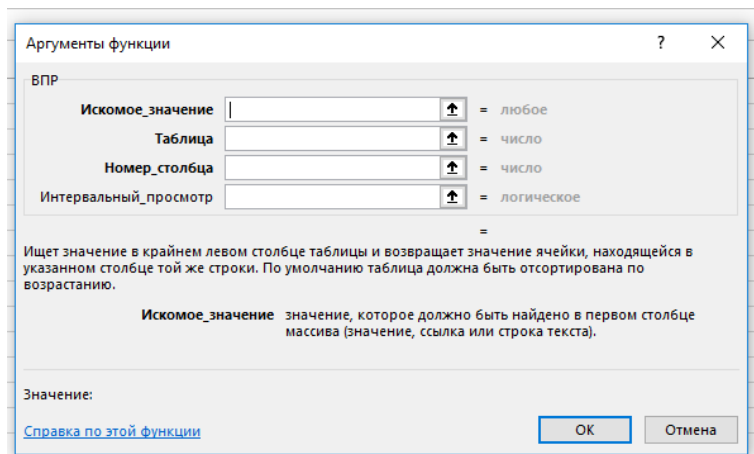 Аргументы функции ? ×
ВПР
Искомое_значение = любое
Таблица = число
Номер_столбца = число
Интервальный_просмотр = логическое
=
Ищет значение в крайнем левом столбце таблицы и возвращает значение ячейки, находящейся в
указанном столбце той же строки. По умолчанию таблица должна быть отсортирована по
возрастанию.
Искомое_значение значение, которое должно быть найдено в первом столбце
массива (значение, ссылка или строка текста).
Значение:
Справка по этой функции ОК Отмена